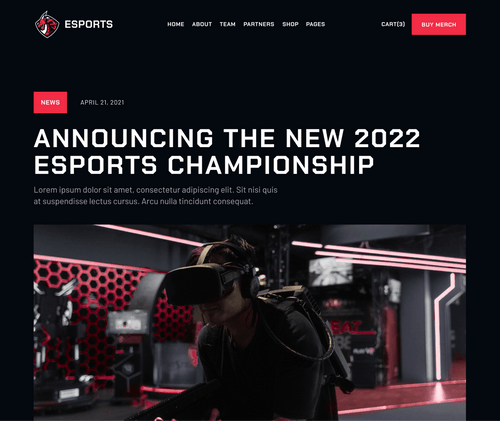 ESPORTS
HOME ABOUT TEAM PARTNERS SHOP PAGES
CART(3)
BUY MERCH
NEWS
APRIL 21, 2021
ANNOUNCING THE NEW 2022
ESPORTS CHAMPIONSHIP
Lorem ipsum dolor sit amet, consectetur adipiscing elit. Sit nisi quis
at suspendisse lectus cursus. Arcu nulla tincidunt consequat.